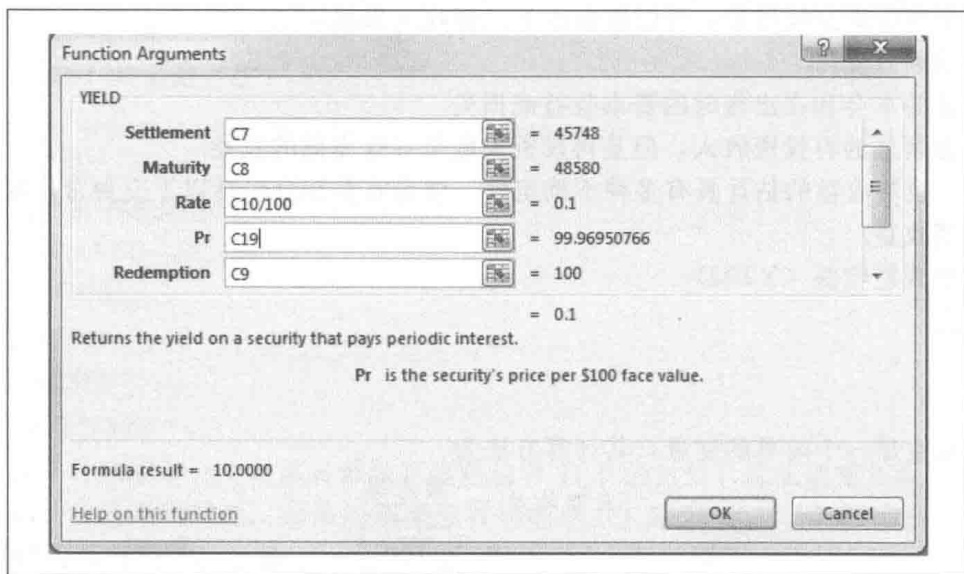 Function Arguments
YIELD
Settlement C7 = 45748
Maturity C8 = 48580
Rate C10/100 = 0.1
Pr C19 = 99.96950766
Redemption C9 = 100
= 0.1
Returns the yield on a security that pays periodic interest.
Pr is the security's price per $100 face value.
Formula result = 10.0000
Help on this function
OK Cancel